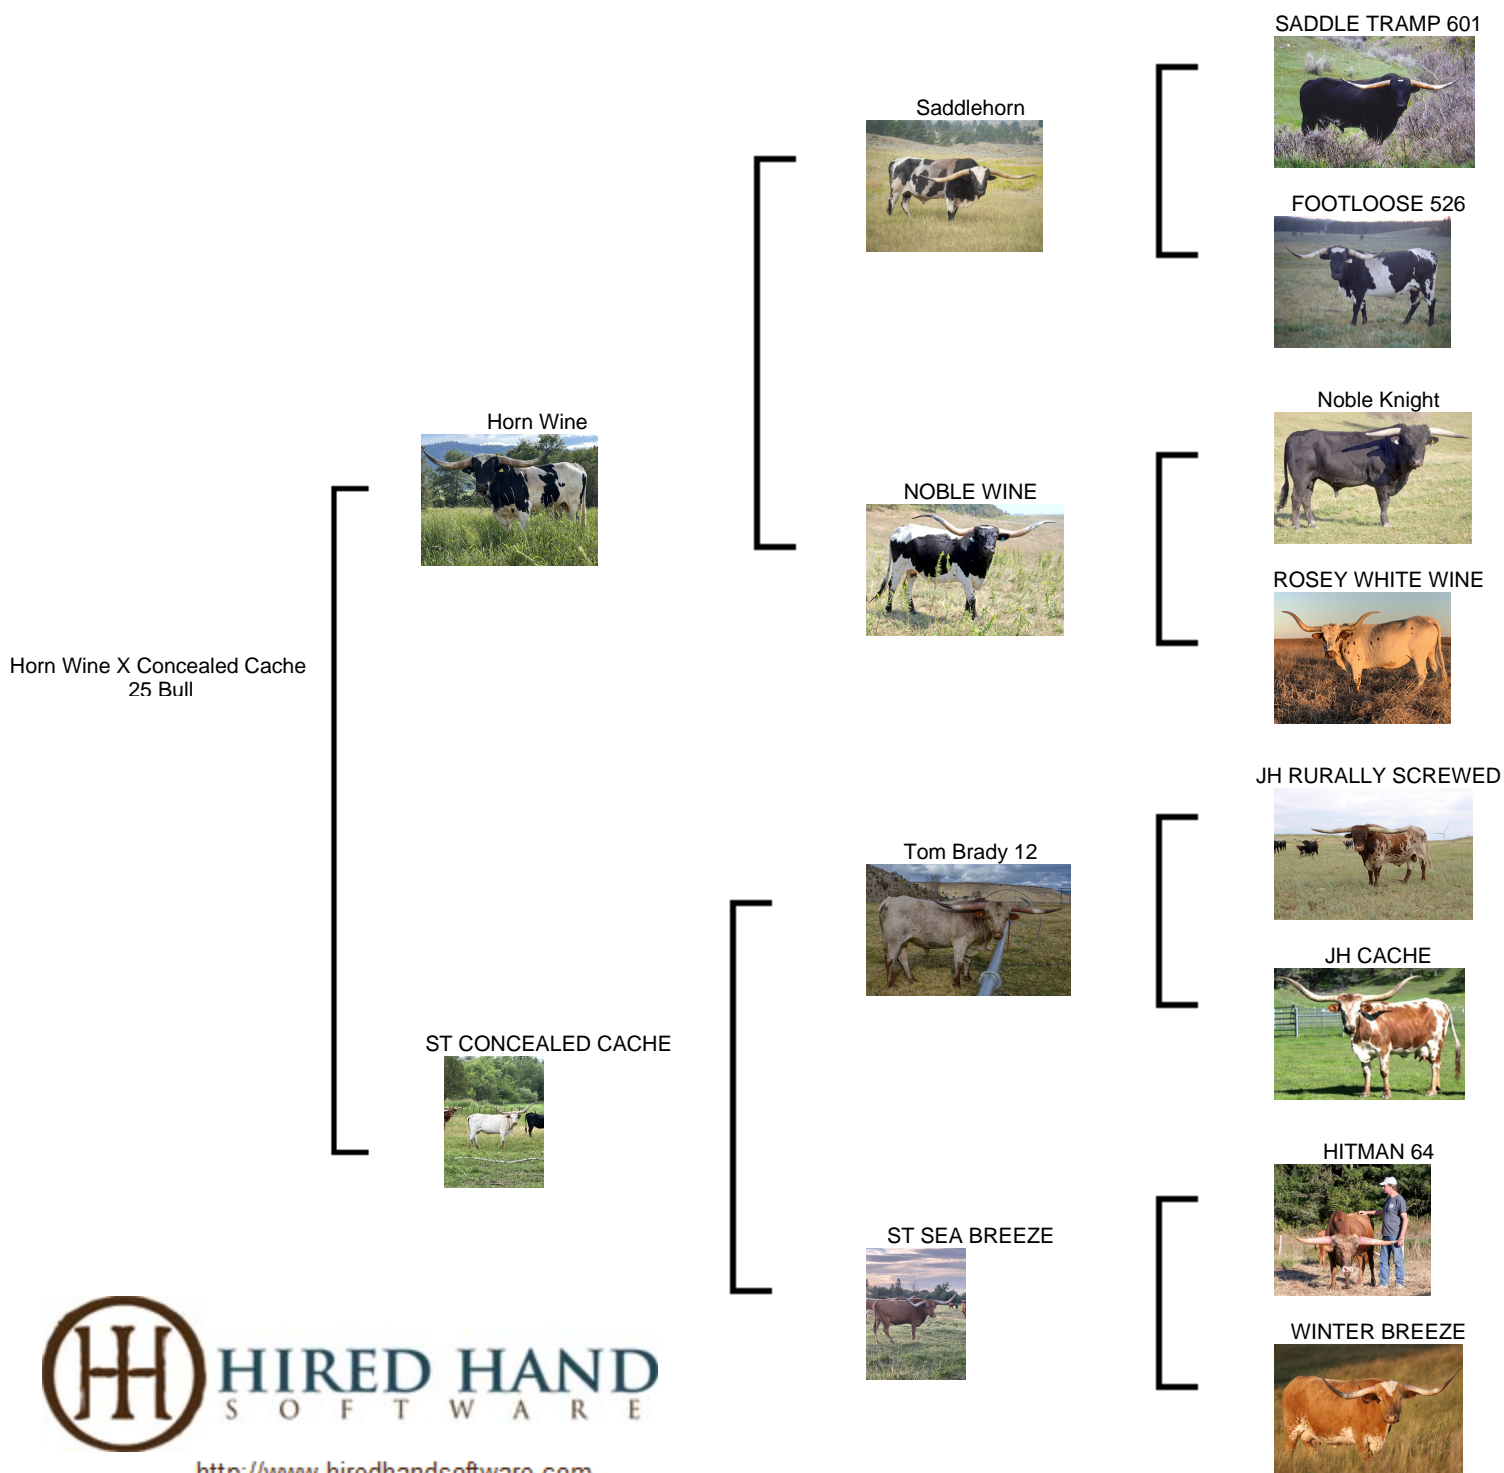 SADDLE TRAMP 601
Saddlehorn
FOOTLOOSE 526
Horn Wine
Noble Knight
NOBLE WINE
ROSEY WHITE WINE
Horn Wine X Concealed Cache
25 Bull
JH RURALLY SCREWED
Tom Brady 12
JH CACHE
ST CONCEALED CACHE
HITMAN 64
ST SEA BREEZE
WINTER BREEZE
HIRED HAND
SOFTWARE
http://www.hiredhandsoftware.com